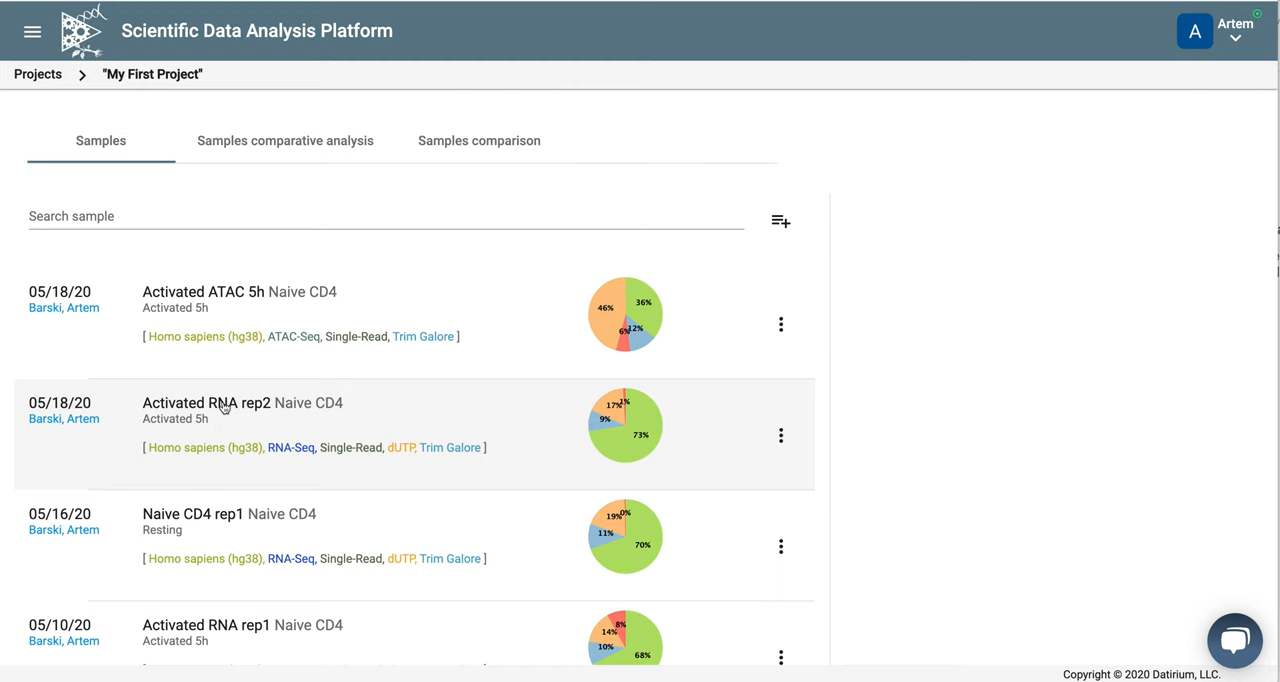 Scientific Data Analysis Platform
A
Artem
Projects > "My First Project"
Samples
Samples comparative analysis
Samples comparison
Search sample
05/18/20
Barski, Artem
Activated ATAC 5h Naive CD4
Activated 5h
[ Homo sapiens (hg38), ATAC-Seq, Single-Read, Trim Galore ]
46%
36%
6%
12%
05/18/20
Barski, Artem
Activated RNA rep2 Naive CD4
Activated 5h
[ Homo sapiens (hg38), RNA-Seq, Single-Read, dUTP, Trim Galore ]
17%
1%
9%
73%
05/16/20
Barski, Artem
Naive CD4 rep1 Naive CD4
Resting
[ Homo sapiens (hg38), RNA-Seq, Single-Read, dUTP, Trim Galore ]
19%
0%
11%
70%
05/10/20
Barski, Artem
Activated RNA rep1 Naive CD4
Activated 5h
8%
14%
10%
68%
Copyright © 2020 Datirium, LLC.